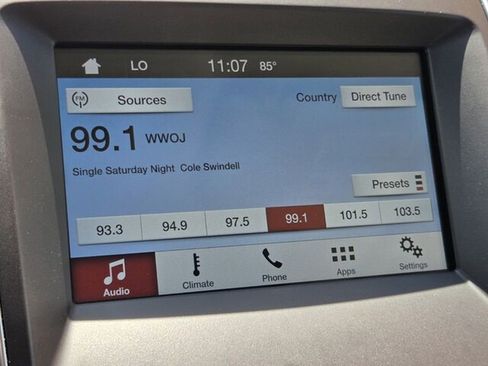 LO 11:07 85°
FM Sources Country Direct Tune
99.1 WWOJ
Single Saturday Night Cole Swindell
Presets
93.3 94.9 97.5 99.1 101.5 103.5
Audio Climate Phone Apps Settings